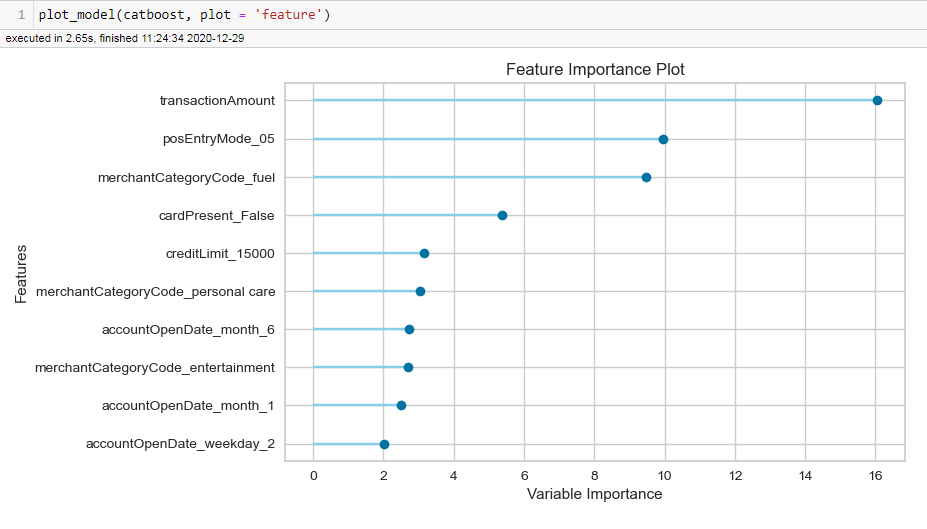 1 plot_model(catboost, plot = 'feature')
executed in 2.65s, finished 11:24:34 2020-12-29
Feature Importance Plot
transactionAmount
posEntryMode_05
merchantCategoryCode_fuel
cardPresent_False
creditLimit_15000
merchantCategoryCode_personal care
accountOpenDate_month_6
merchantCategoryCode_entertainment
accountOpenDate_month_1
accountOpenDate_weekday_2
Features
0 2 4 6 8 10 12 14 16
Variable Importance